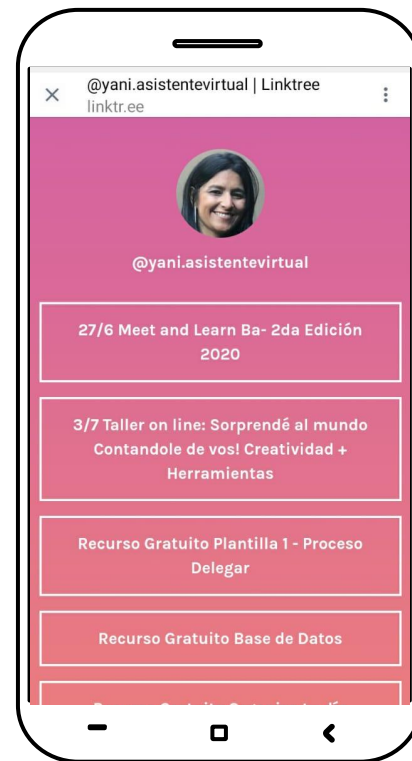 @yani.asistentevirtual | Linktree
linktr.ee
@yani.asistentevirtual
27/6 Meet and Learn Ba- 2da Edición
2020
3/7 Taller on line: Sorprendé al mundo
Contandole de vos! Creatividad +
Herramientas
Recurso Gratuito Plantilla 1 - Proceso
Delegar
Recurso Gratuito Base de Datos